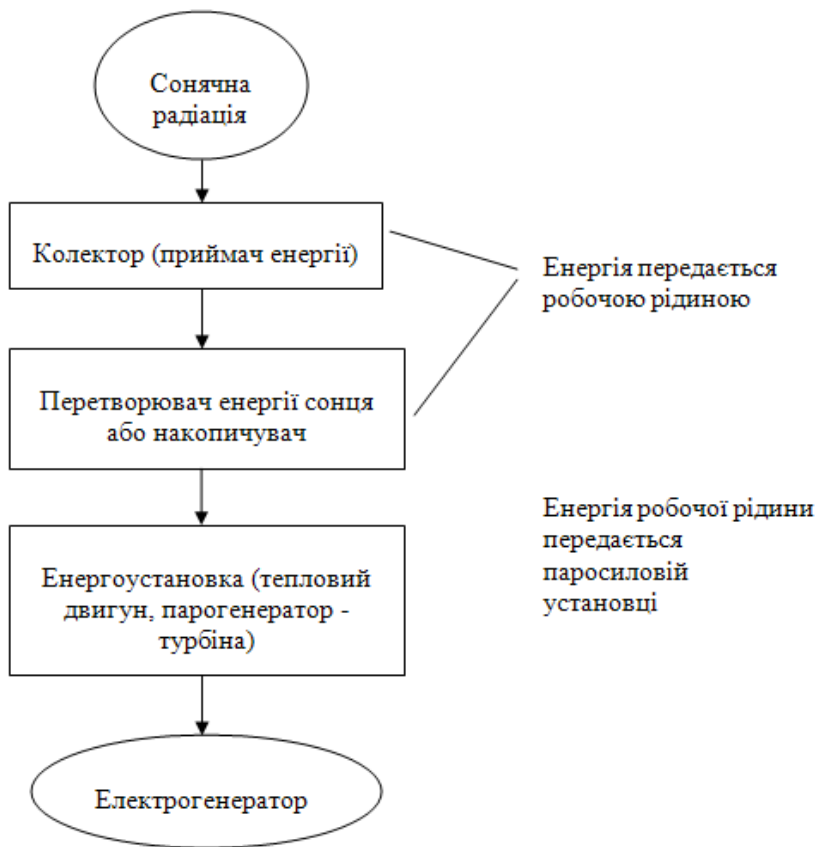 Сонячна
радіація
Колектор (приймач енергії)
Енергія передається
робочою рідиною
Перетворювач енергії сонця
або накопичувач
Енергія робочої рідини
передається
паросиловій
установці
Енергоустановка (тепловий
двигун, парогенератор -
турбіна)
Електрогенератор